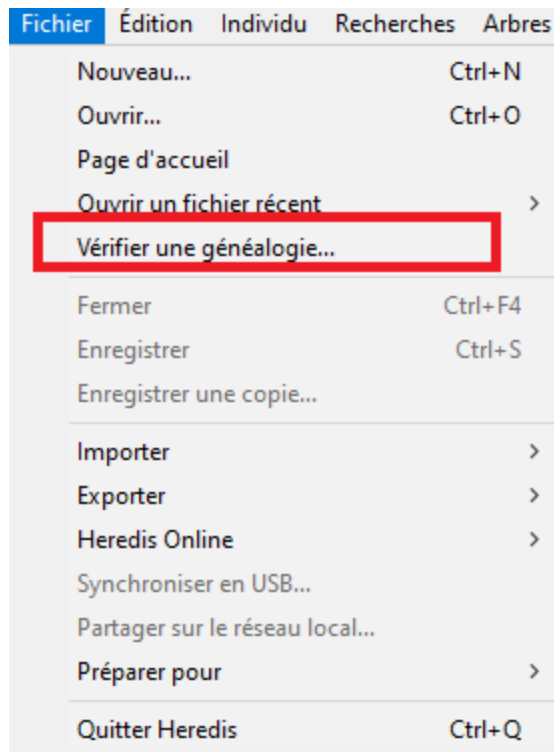 Fichier Édition Individu Recherches Arbres
Nouveau... Ctrl+N
Ouvrir... Ctrl+O
Page d'accueil
Ouvrir un fichier récent >
Vérifier une généalogie...
Fermer Ctrl+F4
Enregistrer Ctrl+S
Enregistrer une copie...
Importer >
Exporter >
Heredis Online >
Synchroniser en USB...
Partager sur le réseau local...
Préparer pour >
Quitter Heredis Ctrl+Q